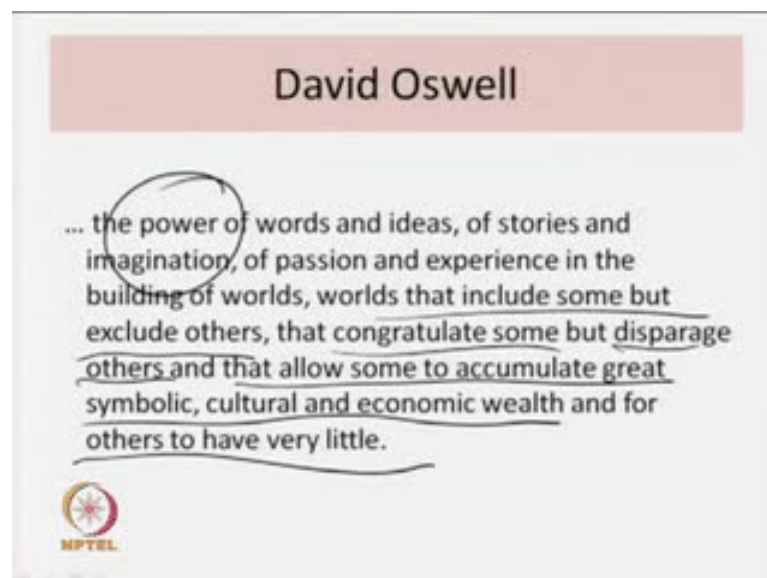 David Oswell
... the power of words and ideas, of stories and
imagination, of passion and experience in the
building of worlds, worlds that include some but
exclude others, that congratulate some but disparage
others and that allow some to accumulate great
symbolic, cultural and economic wealth and for
others to have very little.
NPTEL